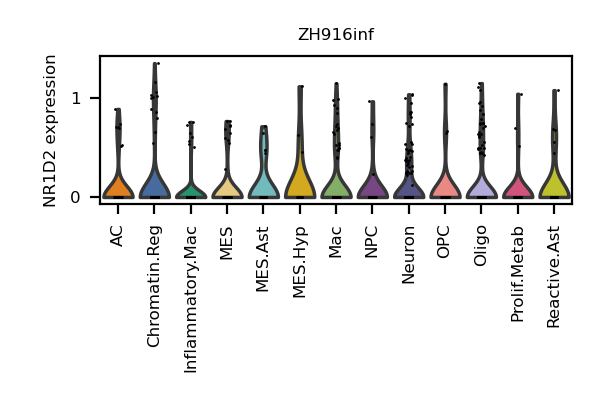 ZH916inf
NR1D2 expression
1
0
AC
Chromatin.Reg
Inflammatory.Mac
MES
MES.Ast
MES.Hyp
Mac
NPC
Neuron
OPC
Oligo
Prolif.Metab
Reactive.Ast